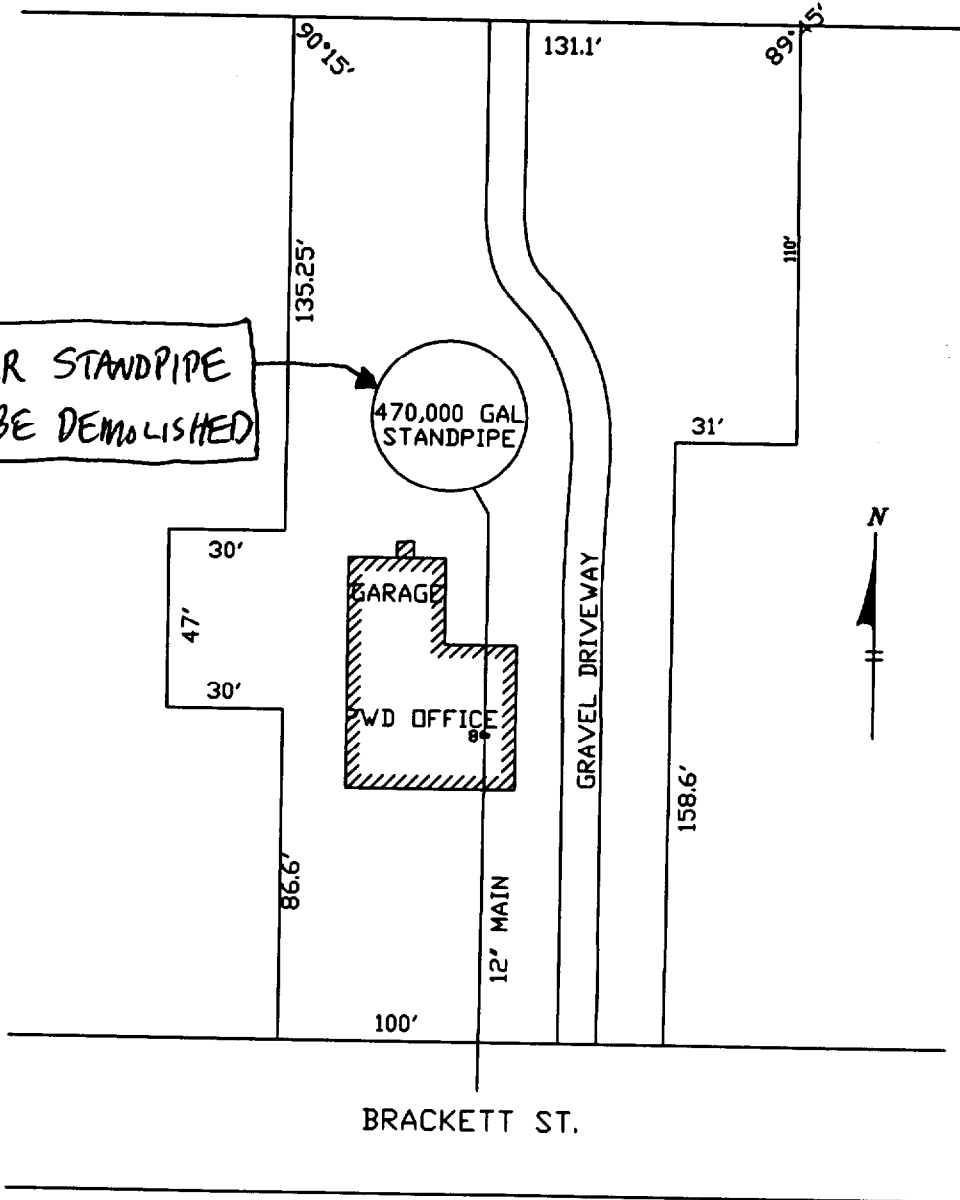 90°15'
131.1'
89°45'
135.25'
110'
R STANDPIPE
BE DEMOLISHED
470,000 GAL
STANDPIPE
31'
N
30'
GARAGE
47'
GRAVEL DRIVEWAY
30'
PWD OFFICE
158.6'
86.6'
12" MAIN
100'
BRACKETT ST.